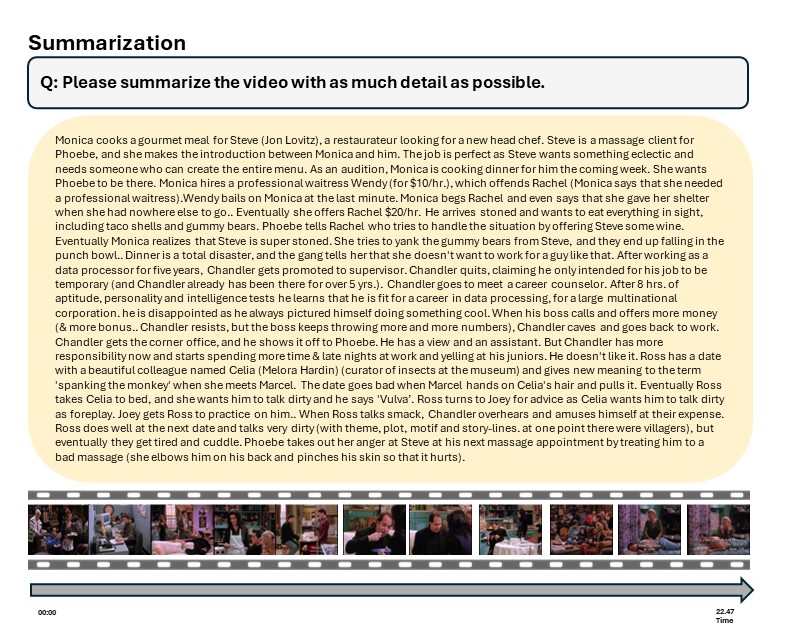 Summarization
Q: Please summarize the video with as much detail as possible.
Monica cooks a gourmet meal for Steve (Jon Lovitz), a restaurateur looking for a new head chef. Steve is a massage client for
Phoebe, and she makes the introduction between Monica and him. The job is perfect as Steve wants something eclectic and
needs someone who can create the entire menu. As an audition, Monica is cooking dinner for him the coming week. She wants
Phoebe to be there. Monica hires a professional waitress Wendy (for $10/hr.), which offends Rachel (Monica says that she needed
a professional waitress).Wendy bails on Monica at the last minute. Monica begs Rachel and even says that she gave her shelter
when she had nowhere else to go.. Eventually she offers Rachel $20/hr. He arrives stoned and wants to eat everything in sight,
including taco shells and gummy bears. Phoebe tells Rachel who tries to handle the situation by offering Steve some wine.
Eventually Monica realizes that Steve is super stoned. She tries to yank the gummy bears from Steve, and they end up falling in the
punch bowl.. Dinner is a total disaster, and the gang tells her that she doesn't want to work for a guy like that. After working as a
data processor for five years, Chandler gets promoted to supervisor. Chandler quits, claiming he only intended for his job to be
temporary (and Chandler already has been there for over 5 yrs.). Chandler goes to meet a career counselor. After 8 hrs. of
aptitude, personality and intelligence tests he learns that he is fit for a career in data processing, for a large multinational
corporation. he is disappointed as he always pictured himself doing something cool. When his boss calls and offers more money
(& more bonus.. Chandler resists, but the boss keeps throwing more and more numbers), Chandler caves and goes back to work.
Chandler gets the corner office, and he shows it off to Phoebe. He has a view and an assistant. But Chandler has more
responsibility now and starts spending more time & late nights at work and yelling at his juniors. He doesn't like it. Ross has a date
with a beautiful colleague named Celia (Melora Hardin) (curator of insects at the museum) and gives new meaning to the term
'spanking the monkey' when she meets Marcel. The date goes bad when Marcel hands on Celia's hair and pulls it. Eventually Ross
takes Celia to bed, and she wants him to talk dirty and he says 'Vulva'. Ross turns to Joey for advice as Celia wants him to talk dirty
as foreplay. Joey gets Ross to practice on him.. When Ross talks smack, Chandler overhears and amuses himself at their expense.
Ross does well at the next date and talks very dirty (with theme, plot, motif and story-lines. at one point there were villagers), but
eventually they get tired and cuddle. Phoebe takes out her anger at Steve at his next massage appointment by treating him to a
bad massage (she elbows him on his back and pinches his skin so that it hurts).
00:00
22.47
Time